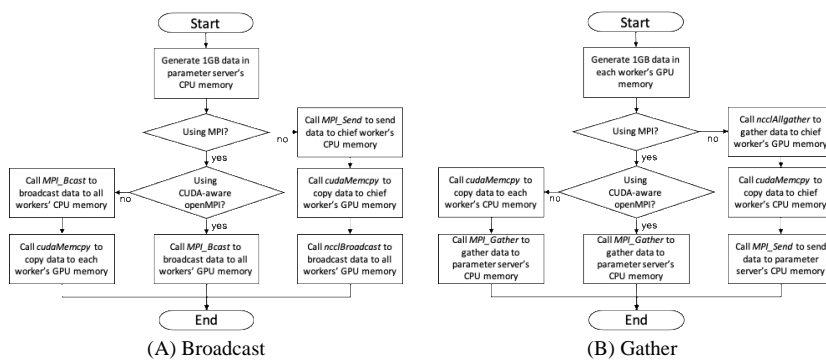 Start
Generate 1GB data in
parameter server's
CPU memory
Using MPI?
no
yes
Call MPI_Send to send
data to chief worker's
CPU memory
Call MPI_Bcast to
broadcast data to all
workers' CPU memory
no
Using
CUDA-aware
openMPI?
yes
Call cudaMemcpy to
copy data to chief
worker's GPU memory
Call cudaMemcpy to
copy data to each
worker's GPU memory
Call MPI_Bcast to
broadcast data to all
workers' GPU memory
Call ncclBroadcast to
broadcast data to all
workers' GPU memory
End
(A) Broadcast
Start
Generate 1GB data in
each worker's GPU
memory
Using MPI?
no
yes
Call ncclAllgather to
gather data to chief
worker's GPU memory
Call cudaMemcpy to
copy data to each
worker's CPU memory
no
Using
CUDA-aware
openMPI?
yes
Call cudaMemcpy to
copy data to chief
worker's CPU memory
Call MPI_Gather to
gather data to
parameter server's
CPU memory
Call MPI_Gather to
gather data to
parameter server's
CPU memory
Call MPI_Send to send
data to parameter
server's CPU memory
End
(B) Gather